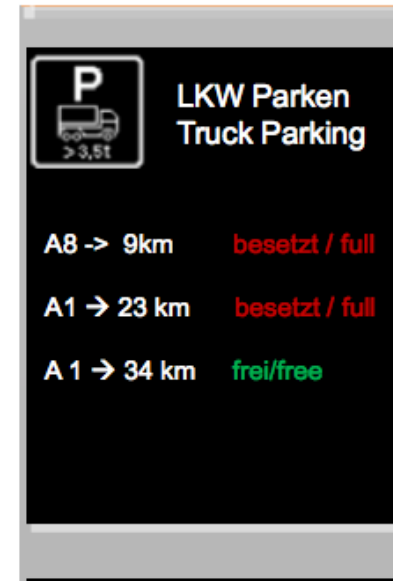 P
> 3,5t
LKW Parken
Truck Parking
A8 -> 9km besetzt / full
A1 → 23 km besetzt / full
A 1 → 34 km frei/free